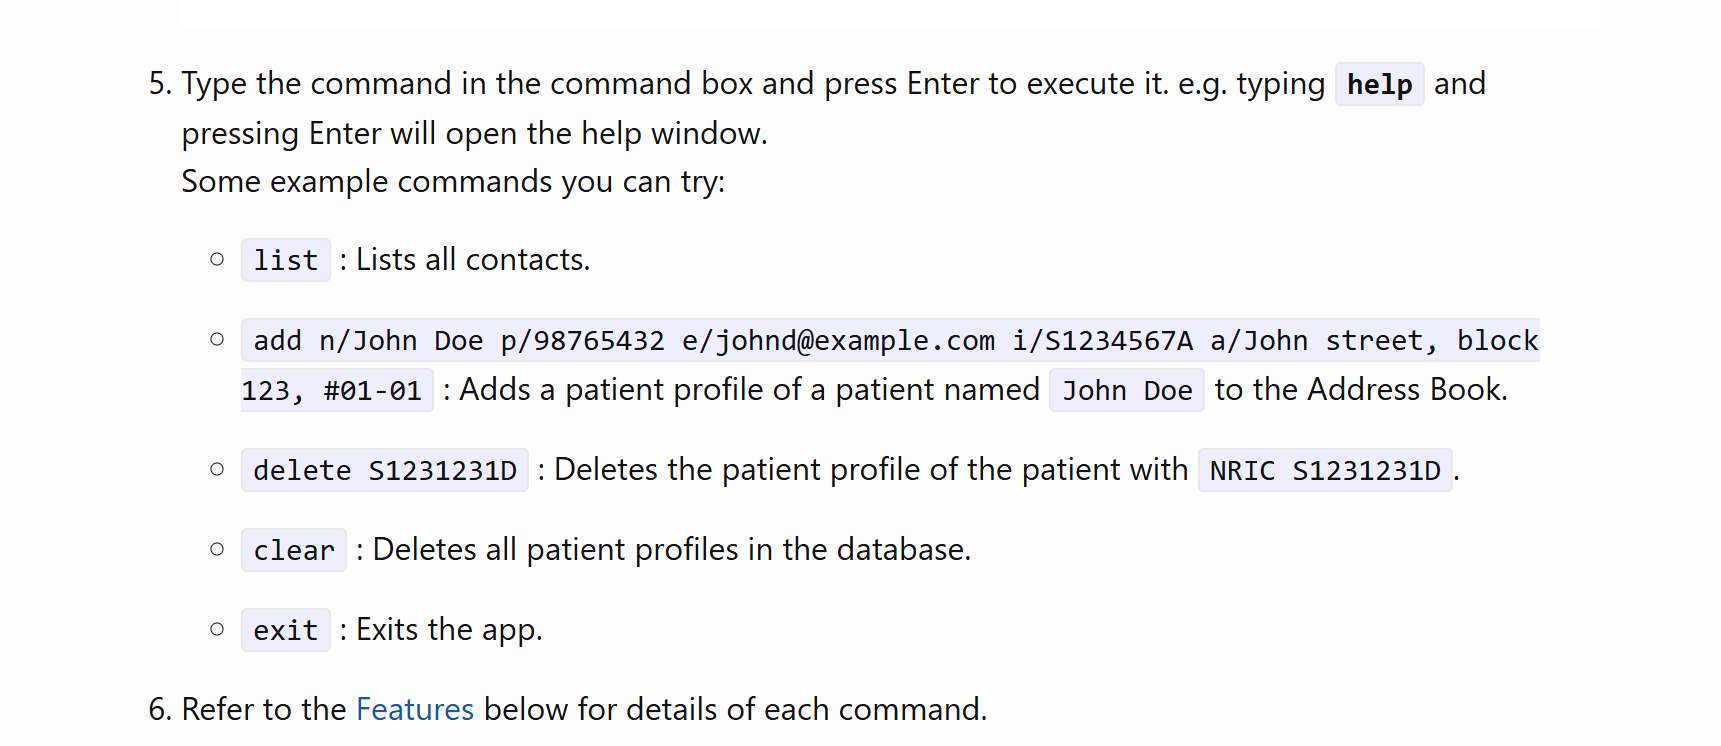 5. Type the command in the command box and press Enter to execute it. e.g. typing help and
pressing Enter will open the help window.
Some example commands you can try:
list : Lists all contacts.
add n/John Doe p/98765432 e/johnd@example.com i/S1234567A a/John street, block
123, #01-01 : Adds a patient profile of a patient named John Doe to the Address Book.
delete S1231231D : Deletes the patient profile of the patient with NRIC S1231231D.
clear : Deletes all patient profiles in the database.
exit : Exits the app.
6. Refer to the Features below for details of each command.